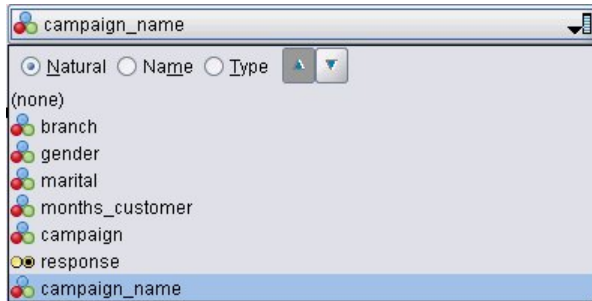 campaign_name
Natural Name Type
(none)
branch
gender
marital
months_customer
campaign
response
campaign_name